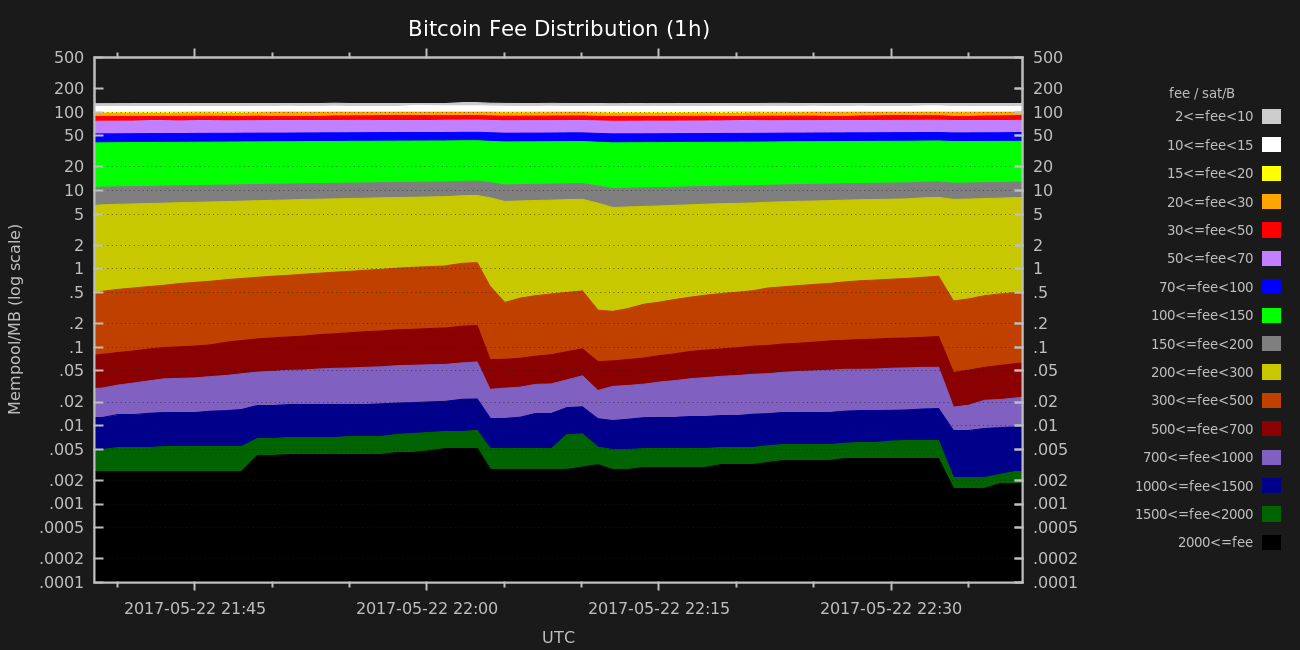 Bitcoin Fee Distribution (1h)
500 500
200 200
100 100
50 50
20 20
10 10
5 5
2 2
1 1
.5 .5
.2 .2
.1 .1
.05 .05
.02 .02
.01 .01
.005 .005
.002 .002
.001 .001
.0005 .0005
.0002 .0002
.0001 .0001
Mempool/MB (log scale)
2017-05-22 21:45 2017-05-22 22:00 2017-05-22 22:15 2017-05-22 22:30
UTC
fee / sat/B
2<=fee<10
10<=fee<15
15<=fee<20
20<=fee<30
30<=fee<50
50<=fee<70
70<=fee<100
100<=fee<150
150<=fee<200
200<=fee<300
300<=fee<500
500<=fee<700
700<=fee<1000
1000<=fee<1500
1500<=fee<2000
2000<=fee